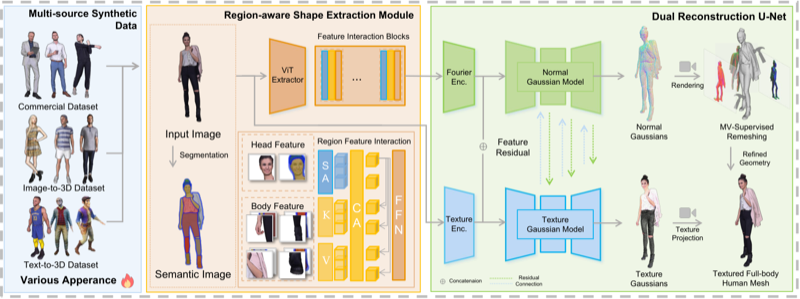 Multi-source Synthetic
Data
Commercial Dataset
Image-to-3D Dataset
Text-to-3D Dataset
Various Apperance
Region-aware Shape Extraction Module
Input Image
Segmentation
Semantic Image
ViT
Extractor
Feature Interaction Blocks
...
Head Feature
Body Feature
Region Feature Interaction
SA
K
V
CA
FFN
Dual Reconstruction U-Net
Fourier
Enc.
Normal
Gaussian Model
Normal
Gaussians
Rendering
MV-Supervised
Remeshing
Feature
Residual
Refined
Geometry
Texture
Enc.
Texture
Gaussian Model
Texture
Gaussians
Texture
Projection
Textured Full-body
Human Mesh
Concatension
Residual
Connection